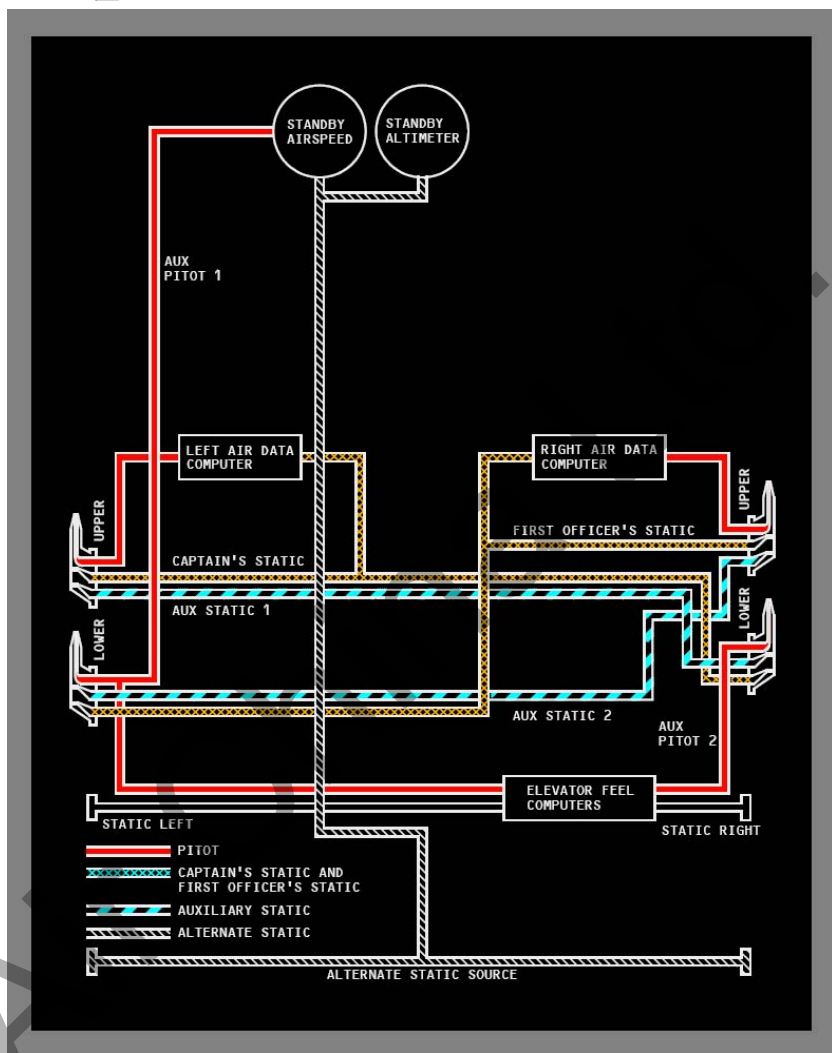 STANDBY
AIRSPEED
STANDBY
ALTIMETER
AUX
PITOT 1
LEFT AIR DATA
COMPUTER
RIGHT AIR DATA
COMPUTER
UPPER
UPPER
FIRST OFFICER'S STATIC
CAPTAIN'S STATIC
AUX STATIC 1
LOWER
LOWER
AUX STATIC 2
AUX
PITOT 2
ELEVATOR FEEL
COMPUTERS
STATIC LEFT
STATIC RIGHT
PITOT
CAPTAIN'S STATIC AND
FIRST OFFICER'S STATIC
AUXILIARY STATIC
ALTERNATE STATIC
ALTERNATE STATIC SOURCE